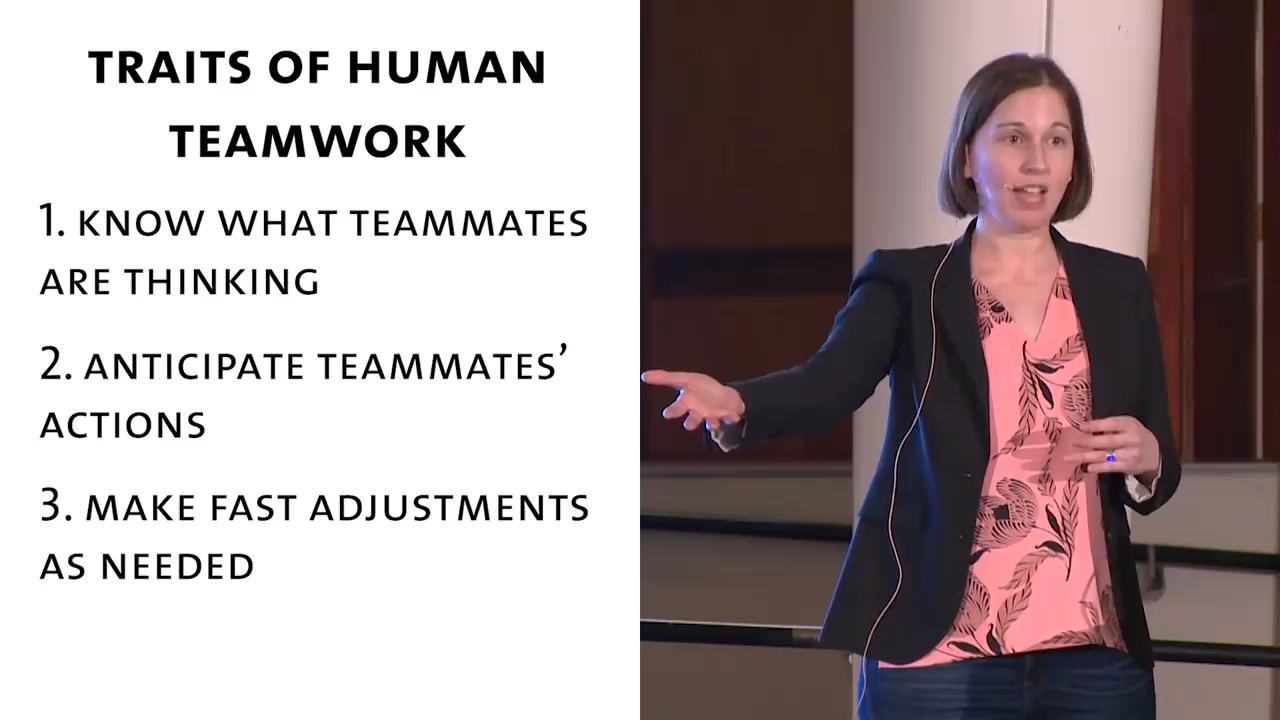 TRAITS OF HUMAN
TEAMWORK
1. KNOW WHAT TEAMMATES
ARE THINKING
2. ANTICIPATE TEAMMATES’
ACTIONS
3. MAKE FAST ADJUSTMENTS
AS NEEDED